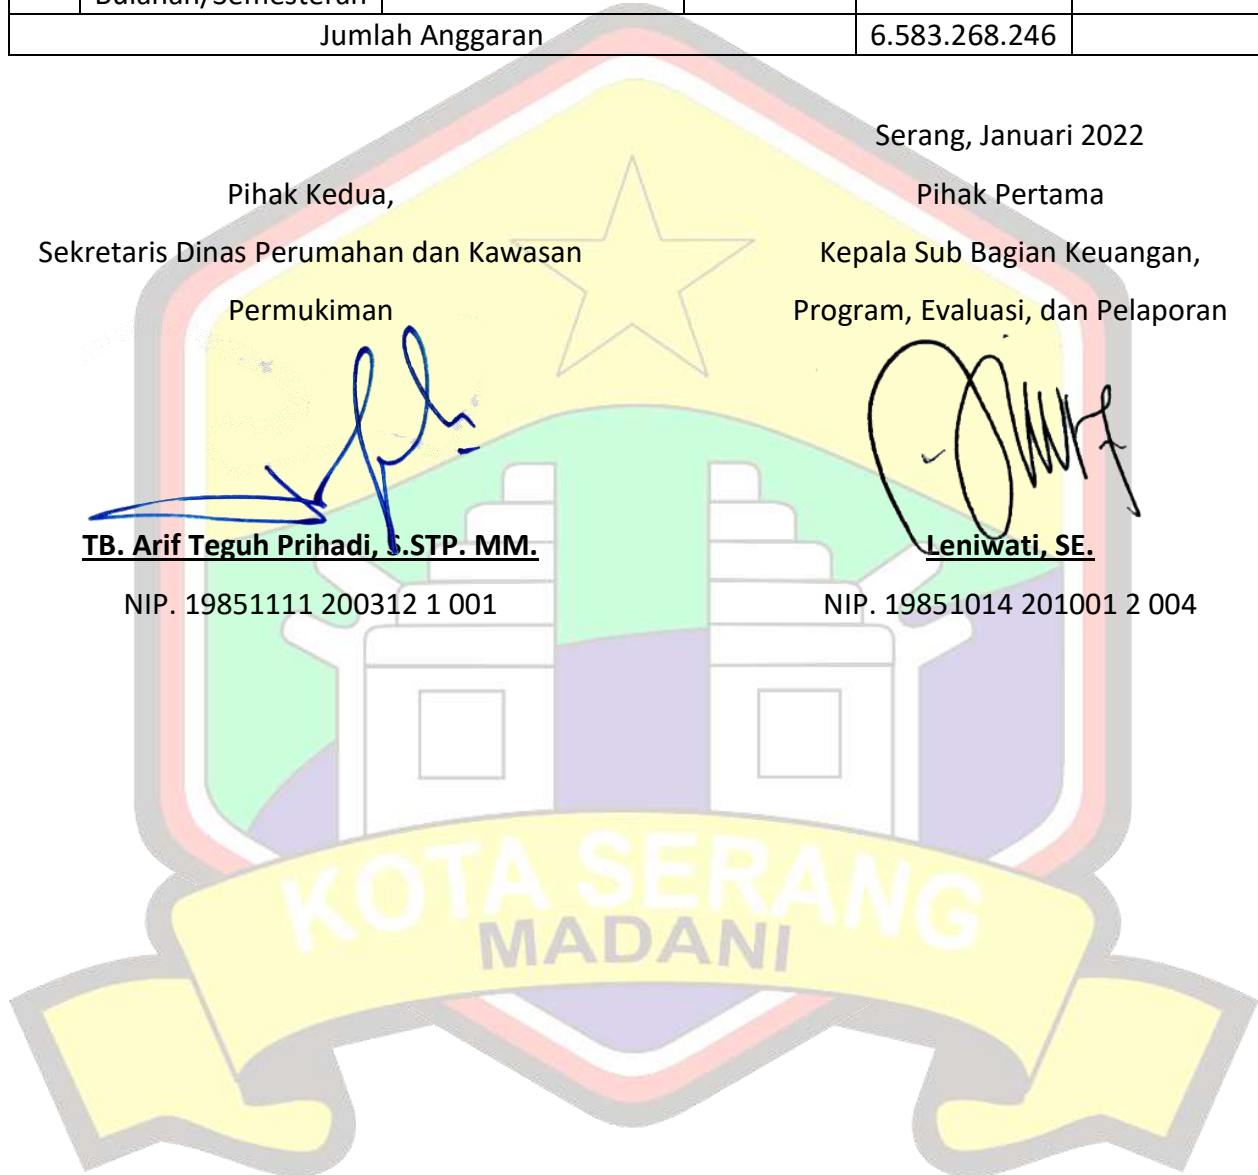 Bulanan/Semesteran
Jumlah Anggaran 6.583.268.246
Serang, Januari 2022
Pihak Kedua,
Sekretaris Dinas Perumahan dan Kawasan
Permukiman
TB. Arif Teguh Prihadi, S.STP. MM.
NIP. 19851111 200312 1 001
Pihak Pertama
Kepala Sub Bagian Keuangan,
Program, Evaluasi, dan Pelaporan
Leniwati, SE.
NIP. 19851014 201001 2 004
KOTA SERANG
MADANI